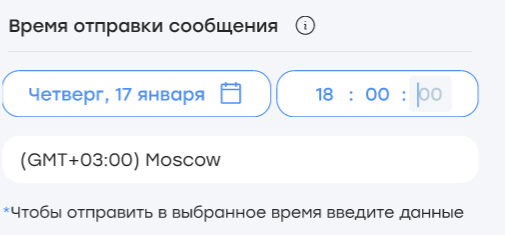 Время отправки сообщения
Четверг, 17 января 18 : 00 : 00
(GMT+03:00) Moscow
*Чтобы отправить в выбранное время введите данные